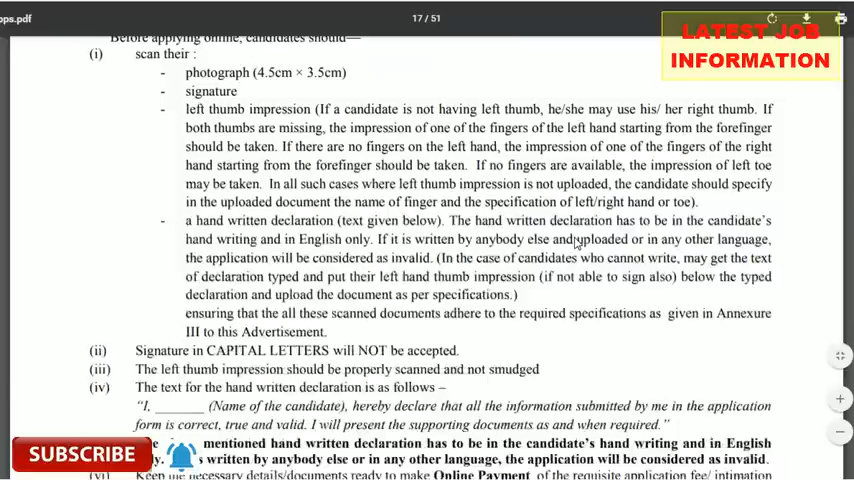 ops.pdf
17 / 51
LATEST JOB
INFORMATION
Before applying online, candidates should—
(i) scan their :
- photograph (4.5cm × 3.5cm)
- signature
- left thumb impression (If a candidate is not having left thumb, he/she may use his/ her right thumb. If
both thumbs are missing, the impression of one of the fingers of the left hand starting from the forefinger
should be taken. If there are no fingers on the left hand, the impression of one of the fingers of the right
hand starting from the forefinger should be taken. If no fingers are available, the impression of left toe
may be taken. In all such cases where left thumb impression is not uploaded, the candidate should specify
in the uploaded document the name of finger and the specification of left/right hand or toe).
- a hand written declaration (text given below). The hand written declaration has to be in the candidate's
hand writing and in English only. If it is written by anybody else and uploaded or in any other language,
the application will be considered as invalid. (In the case of candidates who cannot write, may get the text
of declaration typed and put their left hand thumb impression (if not able to sign also) below the typed
declaration and upload the document as per specifications.)
ensuring that the all these scanned documents adhere to the required specifications as given in Annexure
III to this Advertisement.
(ii) Signature in CAPITAL LETTERS will NOT be accepted.
(iii) The left thumb impression should be properly scanned and not smudged
(iv) The text for the hand written declaration is as follows –
"I, _______ (Name of the candidate), hereby declare that all the information submitted by me in the application
form is correct, true and valid. I will present the supporting documents as and when required."
mentioned hand written declaration has to be in the candidate's hand writing and in English
written by anybody else or in any other language, the application will be considered as invalid.
SUBSCRIBE
Keep the necessary details/documents ready to make Online Payment of the requisite application fee/ intimation